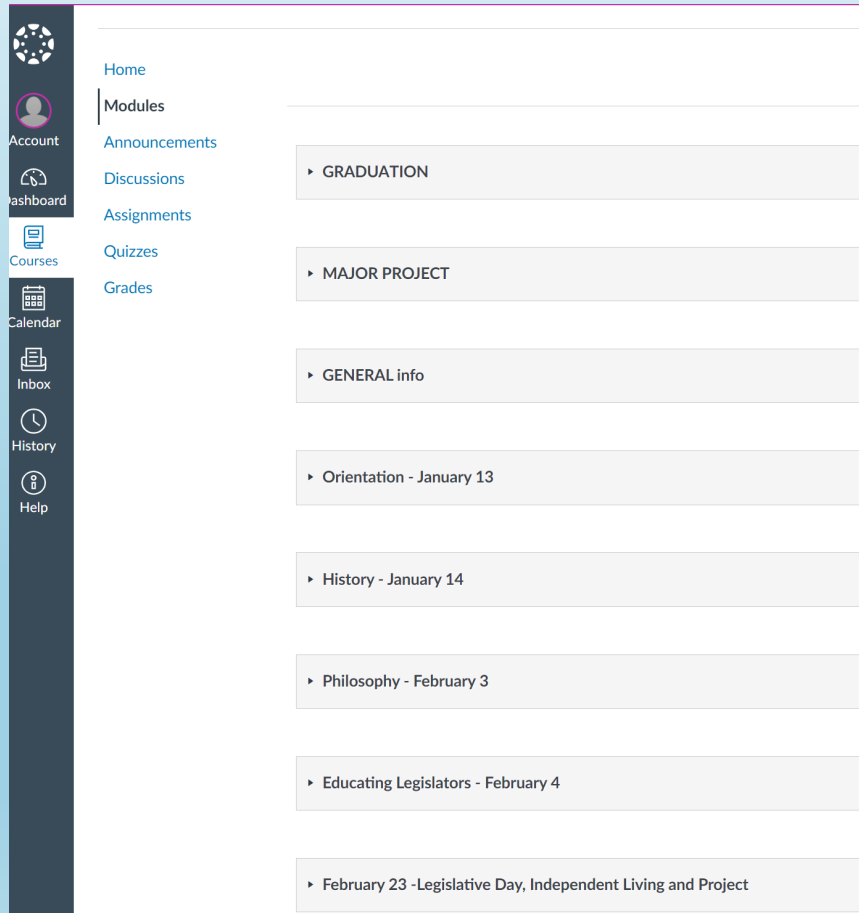 Account
Dashboard
Courses
Calendar
Inbox
History
Help
Home
Modules
Announcements
Discussions
Assignments
Quizzes
Grades
GRADUATION
MAJOR PROJECT
GENERAL info
Orientation - January 13
History - January 14
Philosophy - February 3
Educating Legislators - February 4
February 23 -Legislative Day, Independent Living and Project